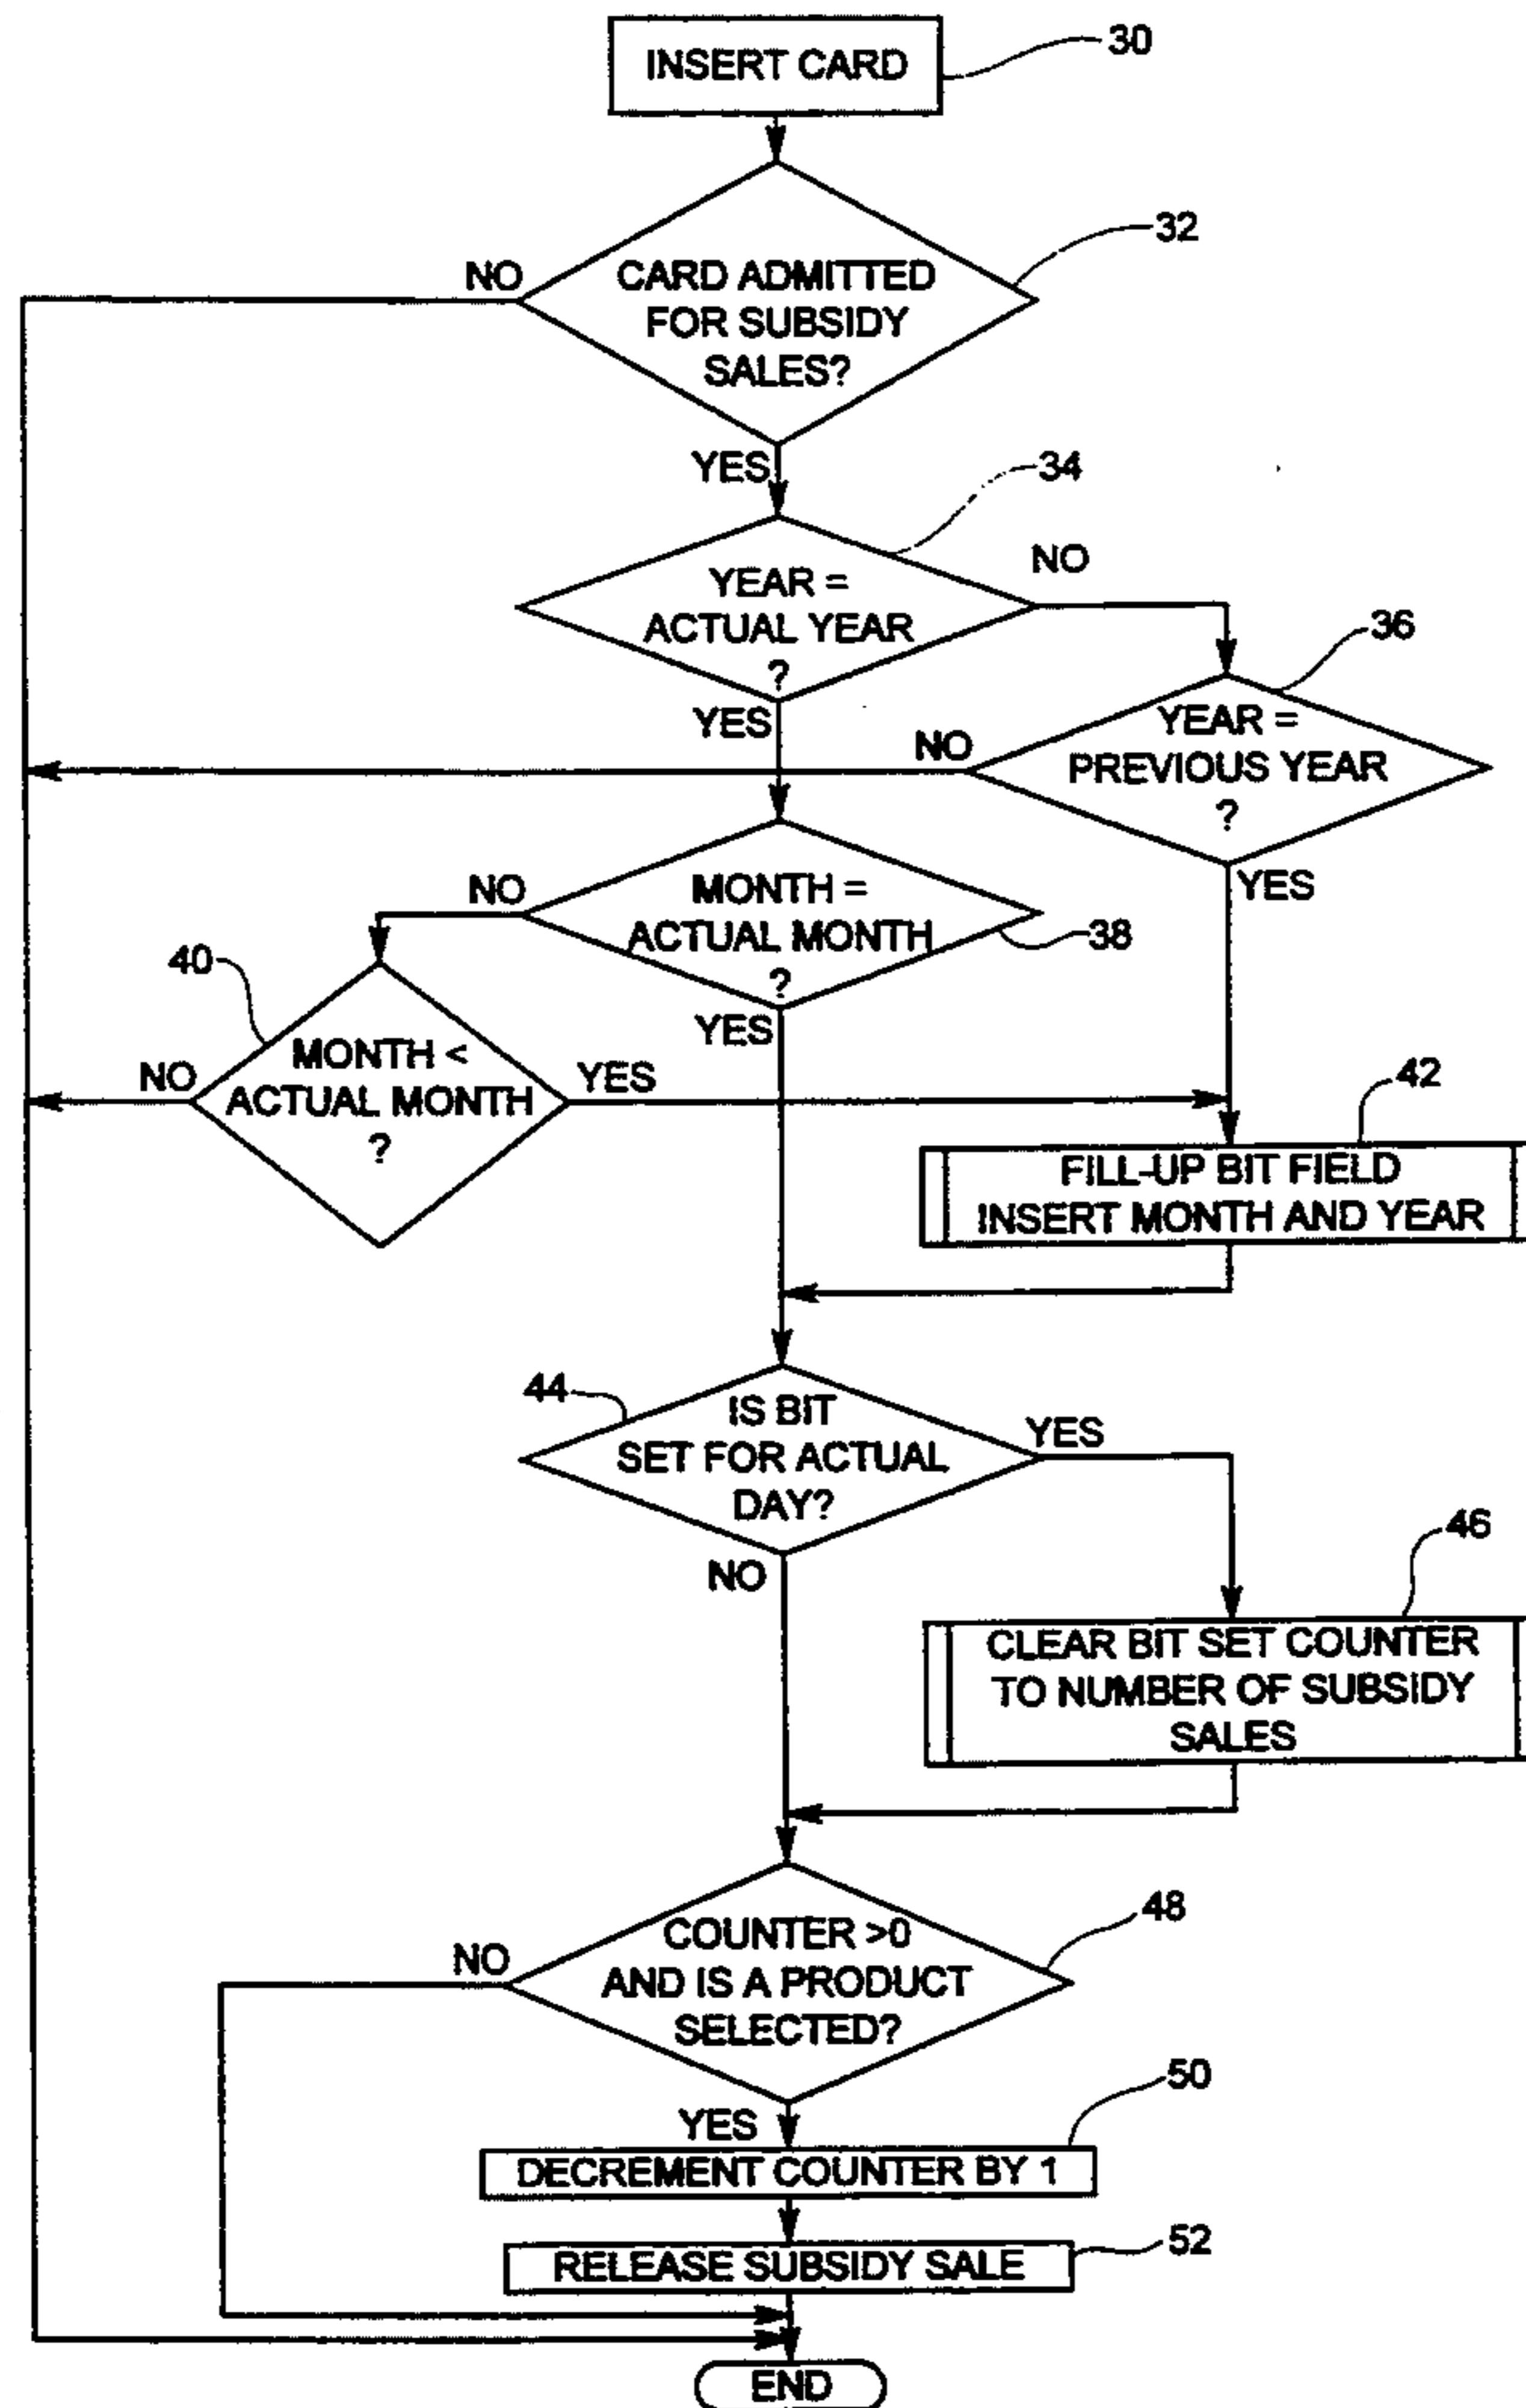 INSERT CARD
30
32
NO
CARD ADMITTED
FOR SUBSIDY
SALES?
YES
34
NO
YEAR =
ACTUAL YEAR
?
36
YES
NO
YEAR =
PREVIOUS YEAR
?
YES
NO
MONTH =
ACTUAL MONTH
?
38
40
YES
NO
MONTH <
ACTUAL MONTH
?
YES
42
FILL-UP BIT FIELD
INSERT MONTH AND YEAR
44
IS BIT
SET FOR ACTUAL
DAY?
YES
NO
46
CLEAR BIT SET COUNTER
TO NUMBER OF SUBSIDY
SALES
48
NO
COUNTER >0
AND IS A PRODUCT
SELECTED?
YES
50
DECREMENT COUNTER BY 1
52
RELEASE SUBSIDY SALE
END